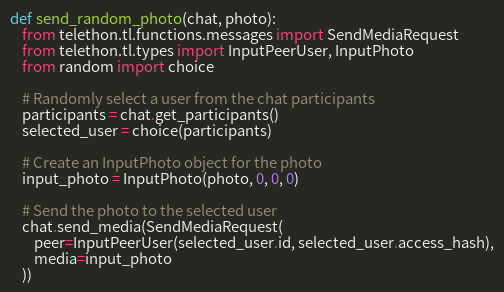 def send_random_photo(chat, photo):
    from telethon.tl.functions.messages import SendMediaRequest
    from telethon.tl.types import InputPeerUser, InputPhoto
    from random import choice

    # Randomly select a user from the chat participants
    participants = chat.get_participants()
    selected_user = choice(participants)

    # Create an InputPhoto object for the photo
    input_photo = InputPhoto(photo, 0, 0, 0)

    # Send the photo to the selected user
    chat.send_media(SendMediaRequest(
        peer=InputPeerUser(selected_user.id, selected_user.access_hash),
        media=input_photo
    ))